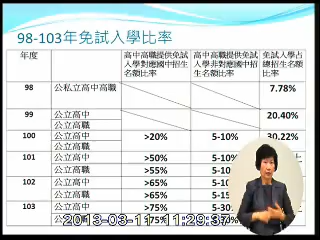 98-103年免試入學比率
年度 高中高職提供免試入學對應國中招生名額比率 高中高職提供免試入學非對應國中招生名額比率 免試入學占總招生名額比率
98 公私立高中高職 7.78%
99 公立高中 20.40%
公立高職
100 公立高中 >20% 5-10% 30.22%
公立高職
101 公立高中 >50% 5-10%
公立高職 >55%
102 公立高中 >65% 5-10%
公立高職 >65%
103 公立高中 >75%
公立高職 >75%
2013-03-11 11:29:37